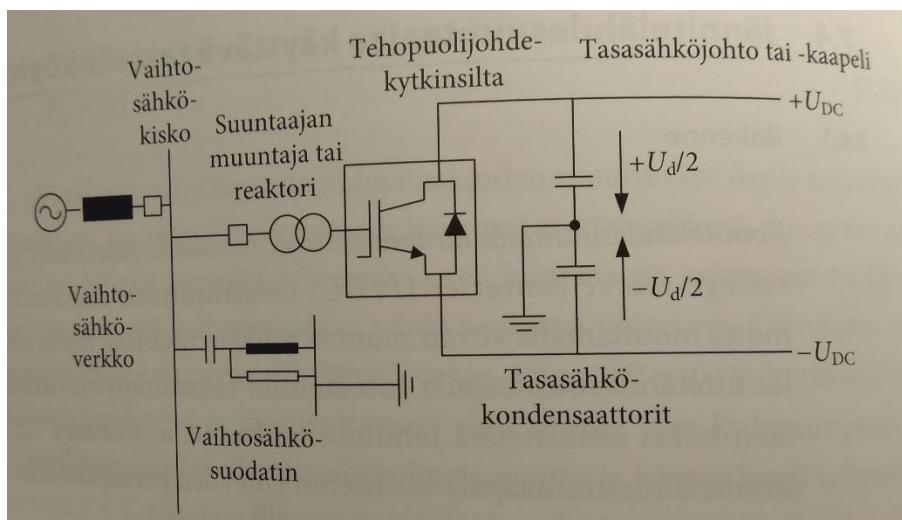 Vaihto-
sähkö-
kisko
Suuntaajan
muuntaja tai
reaktori
Tehopuolijohde-
kytkinsilta
Tasasähköjohto tai -kaapeli
+U_DC
+U_d/2
−U_d/2
−U_DC
Vaihto-
sähkö-
verkko
Vaihtosähkö-
suodatin
Tasasähkö-
kondensaattorit